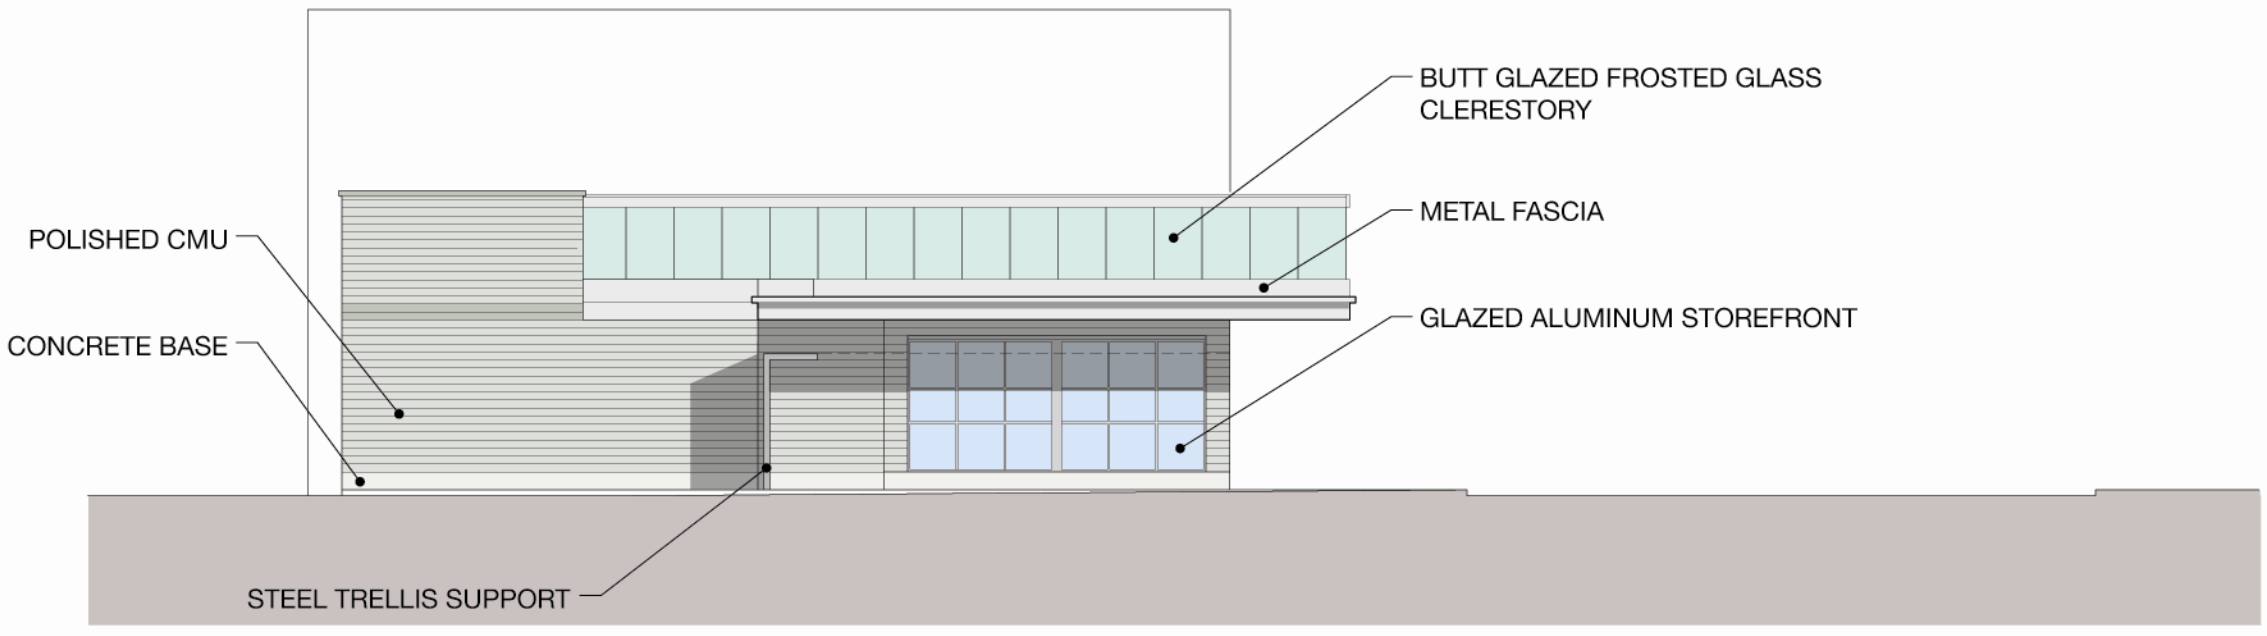 BUTT GLAZED FROSTED GLASS
CLERESTORY
METAL FASCIA
POLISHED CMU
GLAZED ALUMINUM STOREFRONT
CONCRETE BASE
STEEL TRELLIS SUPPORT